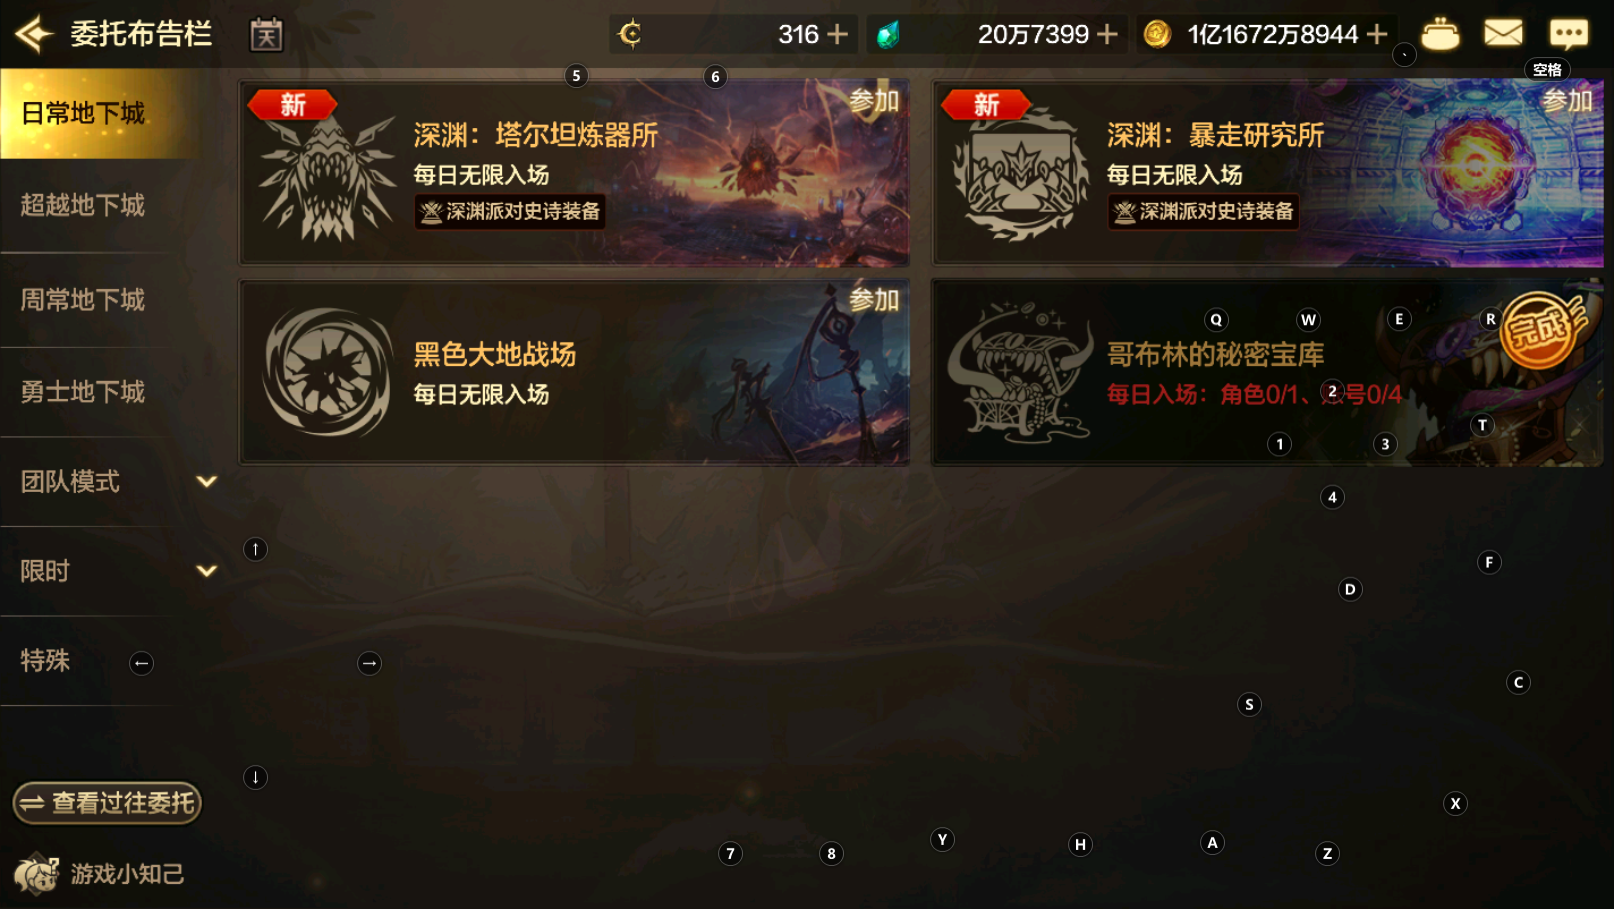 委托布告栏
天
316
20万7399
1亿1672万8944
、
空格
日常地下城
超越地下城
周常地下城
勇士地下城
团队模式
限时
特殊
查看过往委托
游戏小知己
5
6
新
参加
深渊：塔尔坦炼器所
每日无限入场
深渊派对史诗装备
新
参加
深渊：暴走研究所
每日无限入场
深渊派对史诗装备
参加
黑色大地战场
每日无限入场
完成
哥布林的秘密宝库
每日入场：角色0/1、 号0/4
Q
W
E
R
2
T
1
3
4
↑
F
D
←
→
C
S
↓
X
7
8
Y
H
A
Z